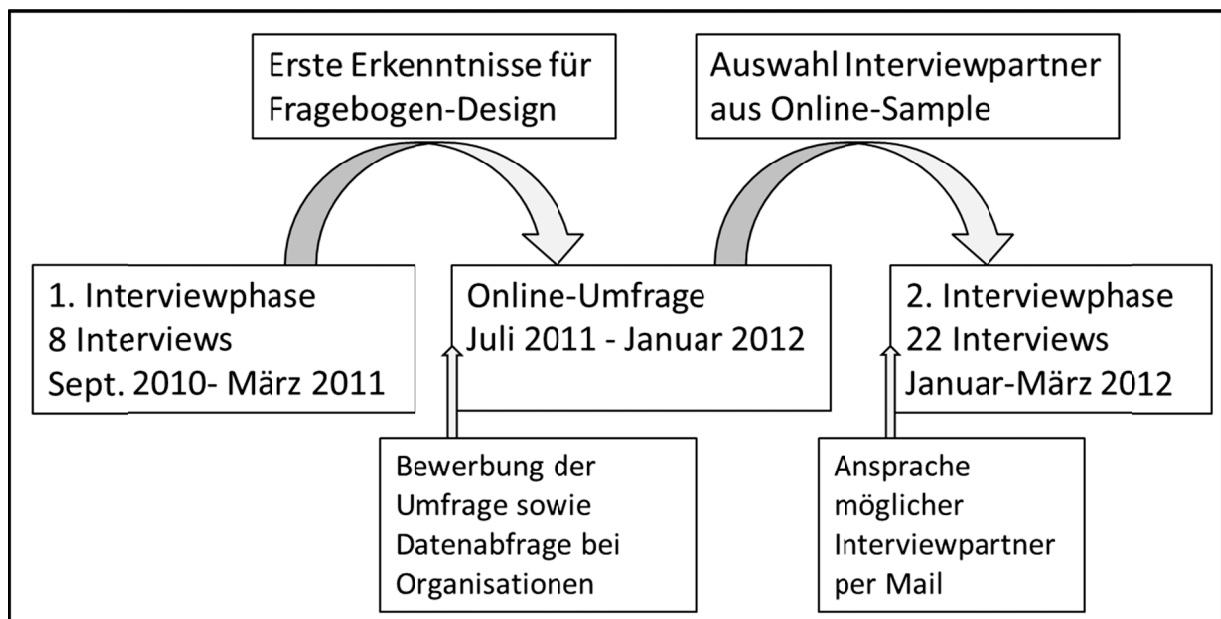 Erste Erkenntnisse für
Fragebogen-Design
Auswahl Interviewpartner
aus Online-Sample
1. Interviewphase
8 Interviews
Sept. 2010- März 2011
Online-Umfrage
Juli 2011 - Januar 2012
2. Interviewphase
22 Interviews
Januar-März 2012
Bewerbung der
Umfrage sowie
Datenabfrage bei
Organisationen
Ansprache
möglicher
Interviewpartner
per Mail